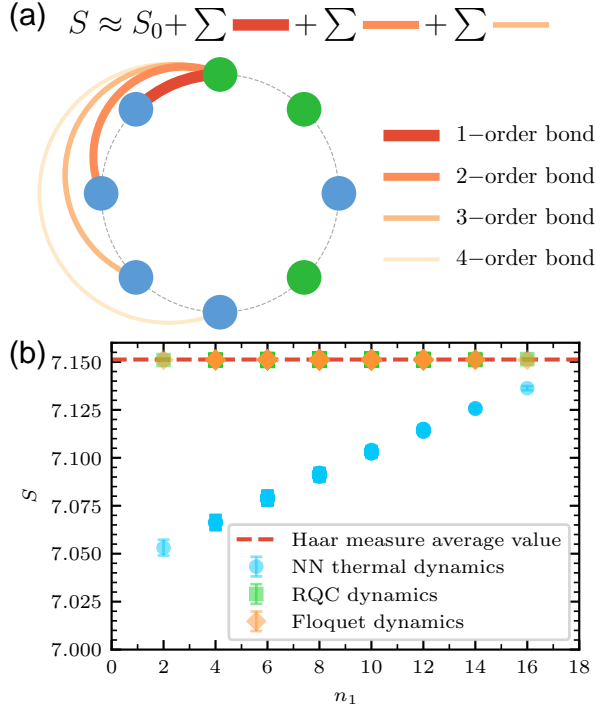 (a) S ≈ S₀ + ∑ + ∑ + ∑
1−order bond
2−order bond
3−order bond
4−order bond
(b)
7.150
7.125
7.100
7.075
7.050
7.025
7.000
S
Haar measure average value
NN thermal dynamics
RQC dynamics
Floquet dynamics
0 2 4 6 8 10 12 14 16 18
n₁